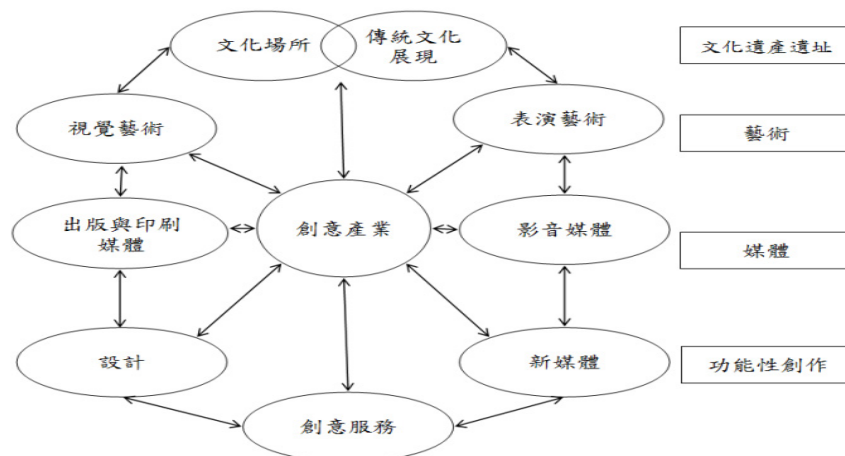 文化場所
傳統文化
展現
文化遺產遺址
視覺藝術
表演藝術
藝術
出版與印刷
媒體
創意產業
影音媒體
媒體
設計
新媒體
功能性創作
創意服務